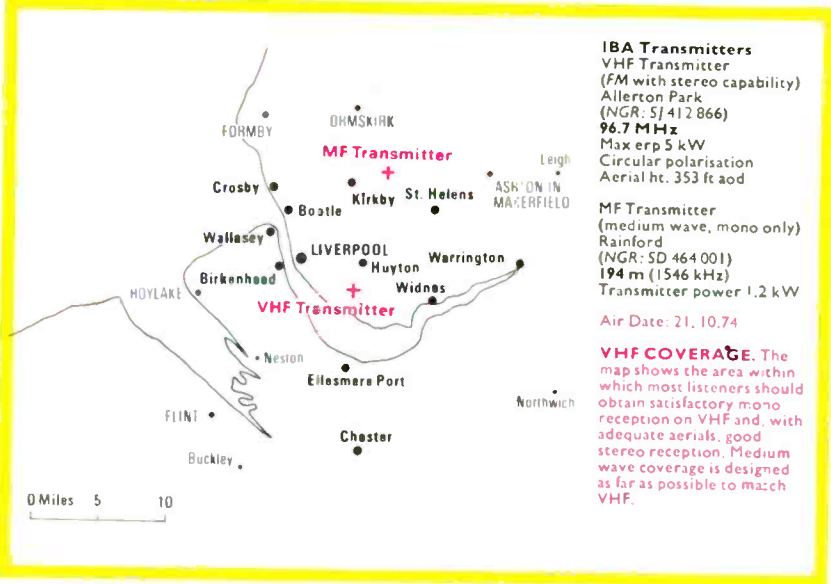 IBA Transmitters
VHF Transmitter
(FM with stereo capability)
Allerton Park
(NGR: SJ 412 866)
96.7 MHz
Max erp 5 kW
Circular polarisation
Aerial ht. 353 ft aod
MF Transmitter
(medium wave, mono only)
Rainford
(NGR: SD 464 001)
194 m (1546 kHz)
Transmitter power 1.2 kW
Air Date: 21.10.74
VHF COVERAGE. The
map shows the area within
which most listeners should
obtain satisfactory mono
reception on VHF and, with
adequate aerials, good
stereo reception. Medium
wave coverage is designed
as far as possible to match
VHF.
FORMBY
ORMSKIRK
MF Transmitter
Leigh
ASHTON IN
MAKERFIELD
Crosby
Kirkby
St. Helens
Bootle
Wallasey
LIVERPOOL
Huyton
Warrington
Birkenhead
Widnes
HOYLAKE
VHF Transmitter
Neston
Ellesmere Port
Northwich
FLINT
Chester
Buckley
0 Miles 5 10